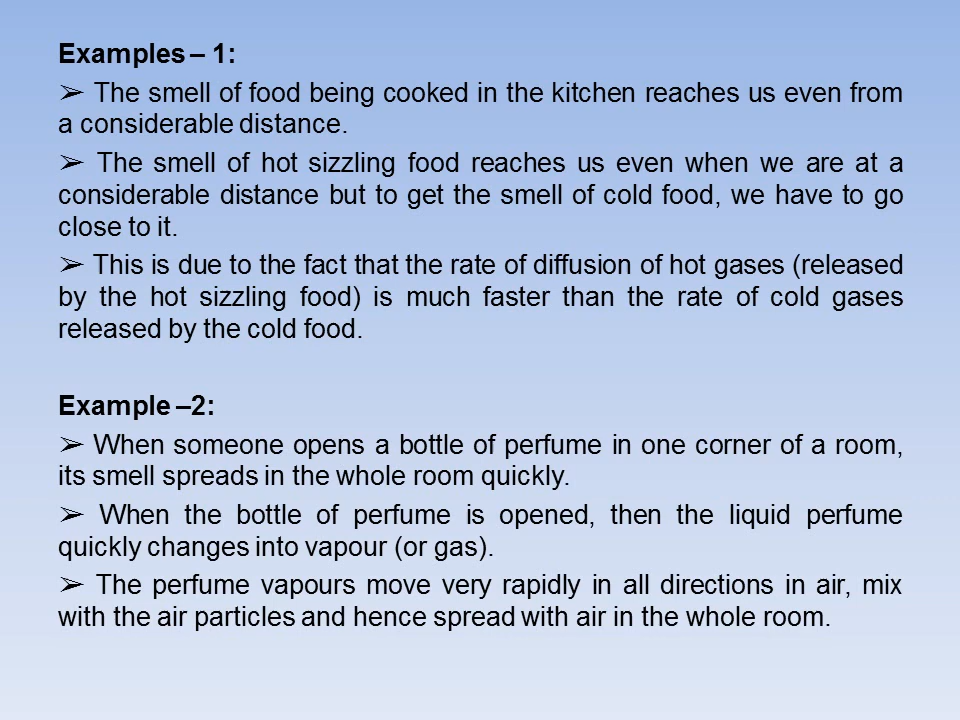 Examples – 1:
➢ The smell of food being cooked in the kitchen reaches us even from
a considerable distance.
➢ The smell of hot sizzling food reaches us even when we are at a
considerable distance but to get the smell of cold food, we have to go
close to it.
➢ This is due to the fact that the rate of diffusion of hot gases (released
by the hot sizzling food) is much faster than the rate of cold gases
released by the cold food.
Example –2:
➢ When someone opens a bottle of perfume in one corner of a room,
its smell spreads in the whole room quickly.
➢ When the bottle of perfume is opened, then the liquid perfume
quickly changes into vapour (or gas).
➢ The perfume vapours move very rapidly in all directions in air, mix
with the air particles and hence spread with air in the whole room.